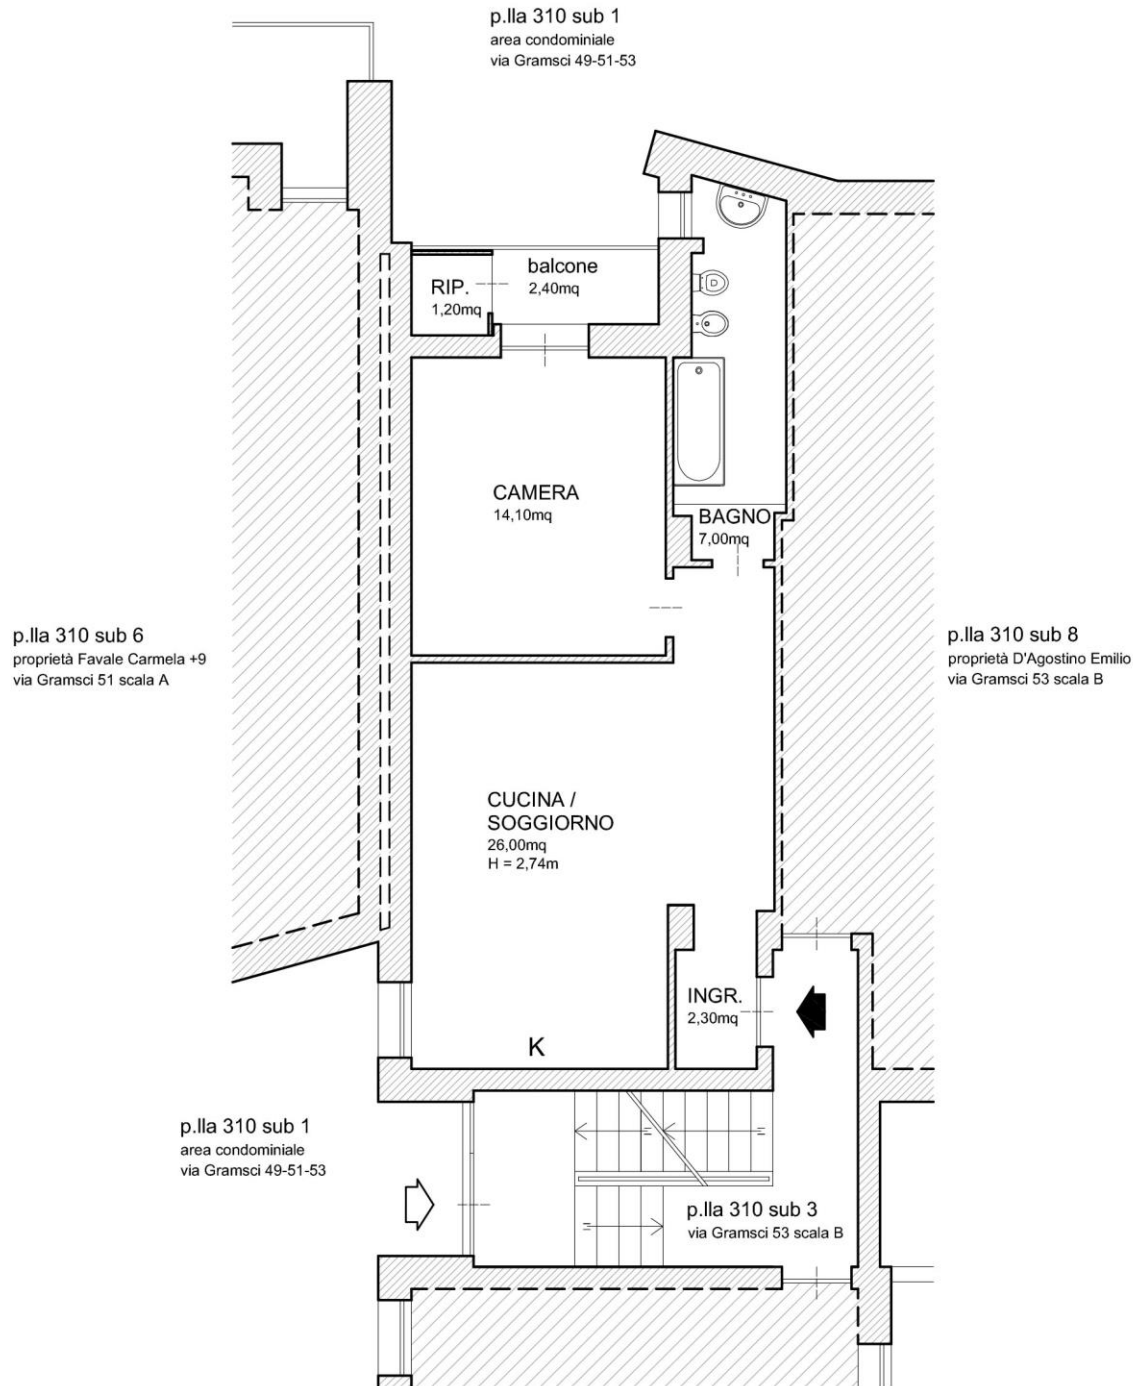 p.lla 310 sub 1
area condominiale
via Gramsci 49-51-53
balcone
2,40mq
RIP.
1,20mq
CAMERA
14,10mq
BAGNO
7,00mq
p.lla 310 sub 6
proprietà Favale Carmela +9
via Gramsci 51 scala A
p.lla 310 sub 8
proprietà D'Agostino Emilio
via Gramsci 53 scala B
CUCINA /
SOGGIORNO
26,00mq
H = 2,74m
INGR.
2,30mq
K
p.lla 310 sub 1
area condominiale
via Gramsci 49-51-53
p.lla 310 sub 3
via Gramsci 53 scala B